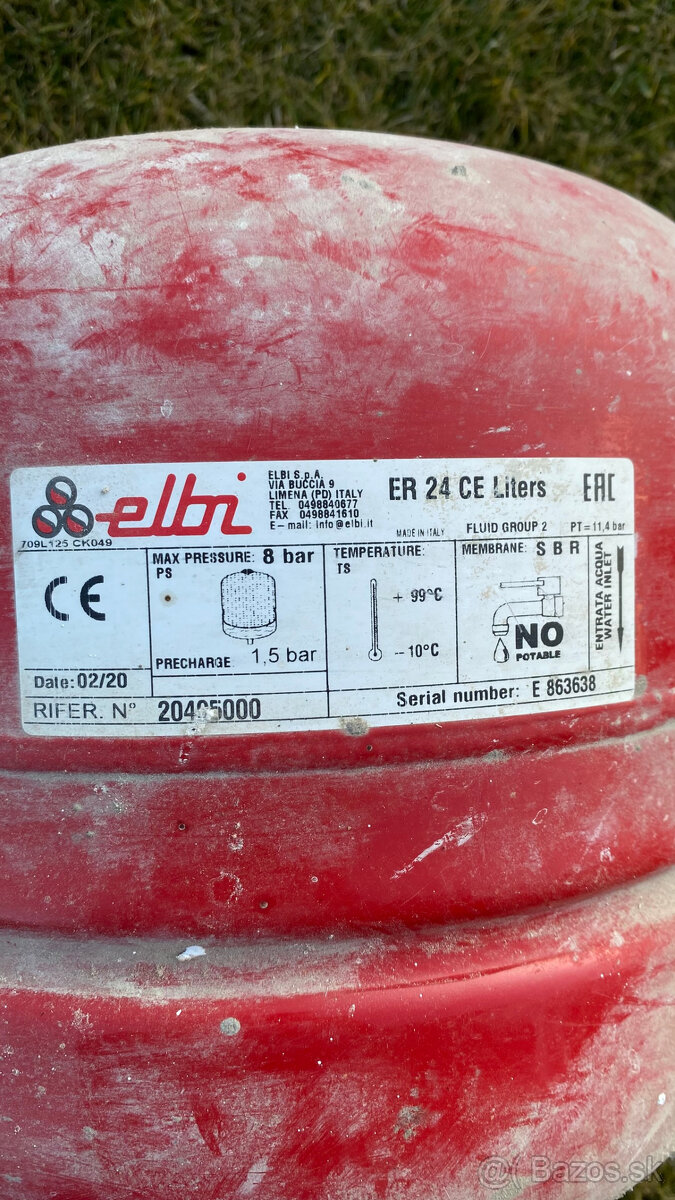 elbi
ELBI S.p.A.
VIA BUCCIA 9
LIMENA (PD) ITALY
TEL. 0498840677
FAX 0498841610
E-mail: info@elbi.it
ER 24 CE Liters
EAC
709L125 CK049
MADE IN ITALY
FLUID GROUP 2
PT=11,4 bar
CE
MAX PRESSURE: 8 bar
PS
PRECHARGE: 1,5 bar
TEMPERATURE:
TS
+ 99°C
-10°C
MEMBRANE: SBR
NO
POTABLE
ENTRATA ACQUA
WATER INLET
Date: 02/20
RIFER. N° 20405000
Serial number: E 863638
© Bazos.sk